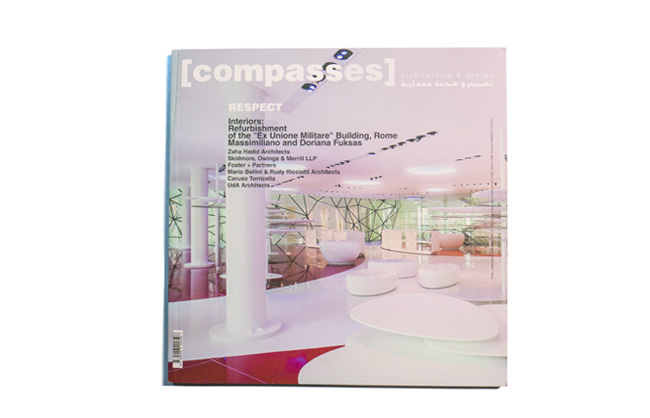 [compasses]
architecture & design
تصميم و هندسة معمارية
RESPECT
Interiors:
Refurbishment
of the "Ex Unione Militare" Building, Rome
Massimiliano and Doriana Fuksas
Zaha Hadid Architects
Skidmore, Owings & Merrill LLP
Foster + Partners
Mario Bellini & Rudy Ricciotti Architects
Caruso Torricella
UdA Architects